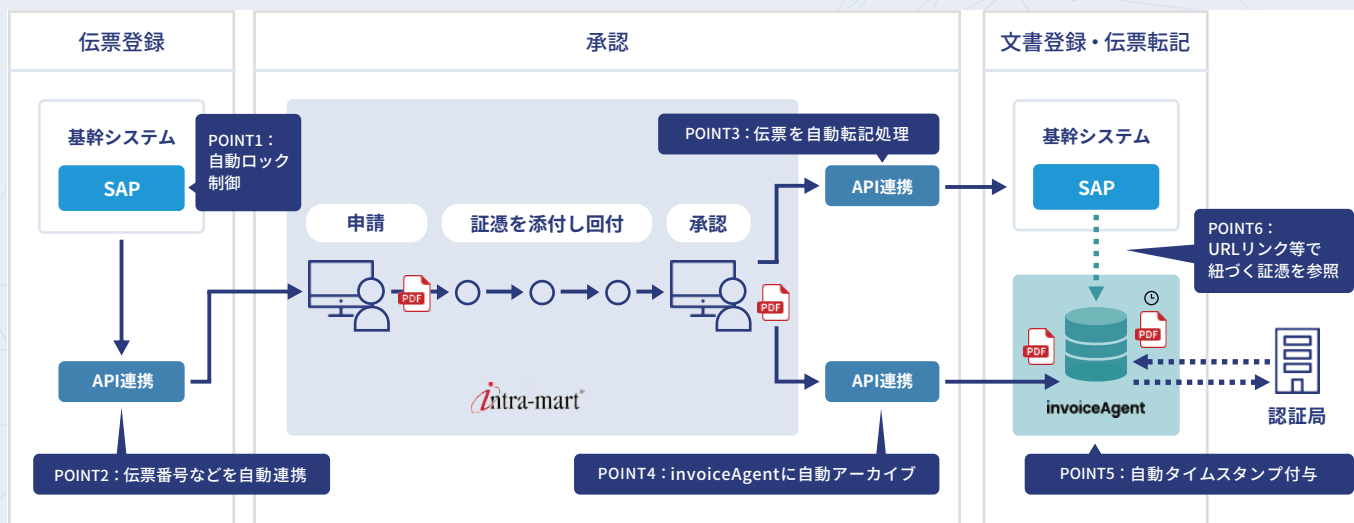 伝票登録
承認
文書登録・伝票転記
基幹システム
SAP
POINT1：
自動ロック
制御
API連携
POINT2：伝票番号などを自動連携
申請
証憑を添付し回付
承認
PDF
PDF
intra-mart®
POINT3：伝票を自動転記処理
API連携
API連携
POINT4：invoiceAgentに自動アーカイブ
基幹システム
SAP
POINT6：
URLリンク等で
紐づく証憑を参照
PDF
PDF
invoiceAgent
認証局
POINT5：自動タイムスタンプ付与